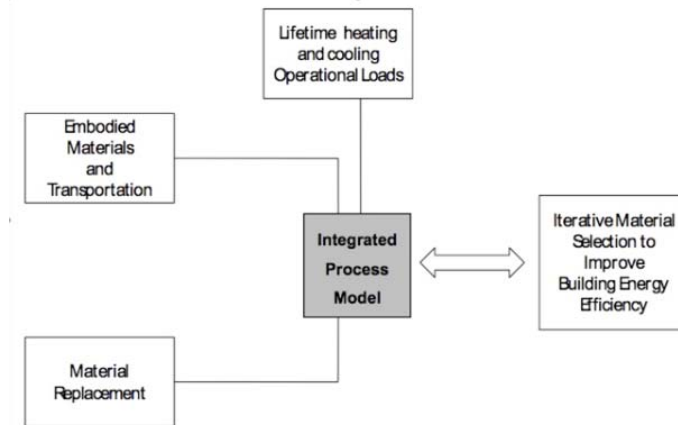 Lifetime heating
and cooling
Operational Loads
Embodied
Materials
and
Transportation
Integrated
Process
Model
Iterative Material
Selection to
Improve
Building Energy
Efficiency
Material
Replacement